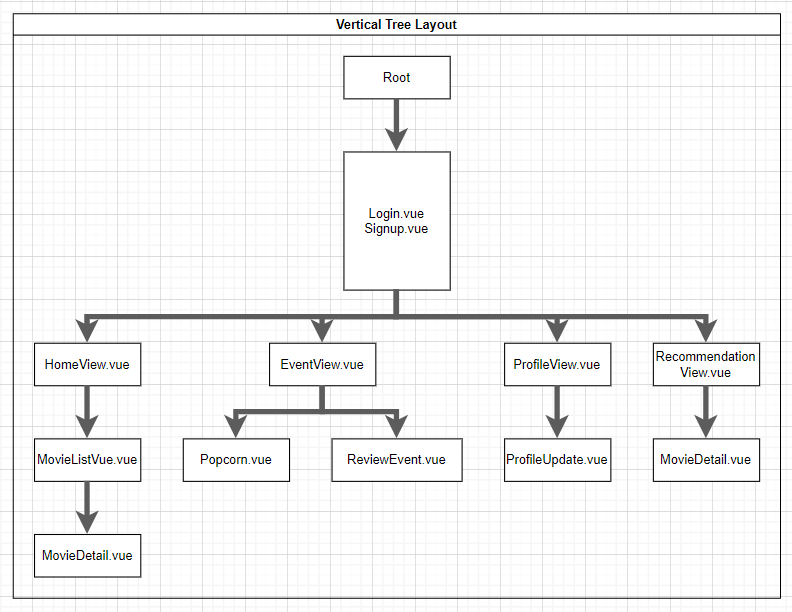 Vertical Tree Layout
Root
Login.vue
Signup.vue
HomeView.vue
EventView.vue
ProfileView.vue
Recommendation
View.vue
MovieListVue.vue
Popcorn.vue
ReviewEvent.vue
ProfileUpdate.vue
MovieDetail.vue
MovieDetail.vue